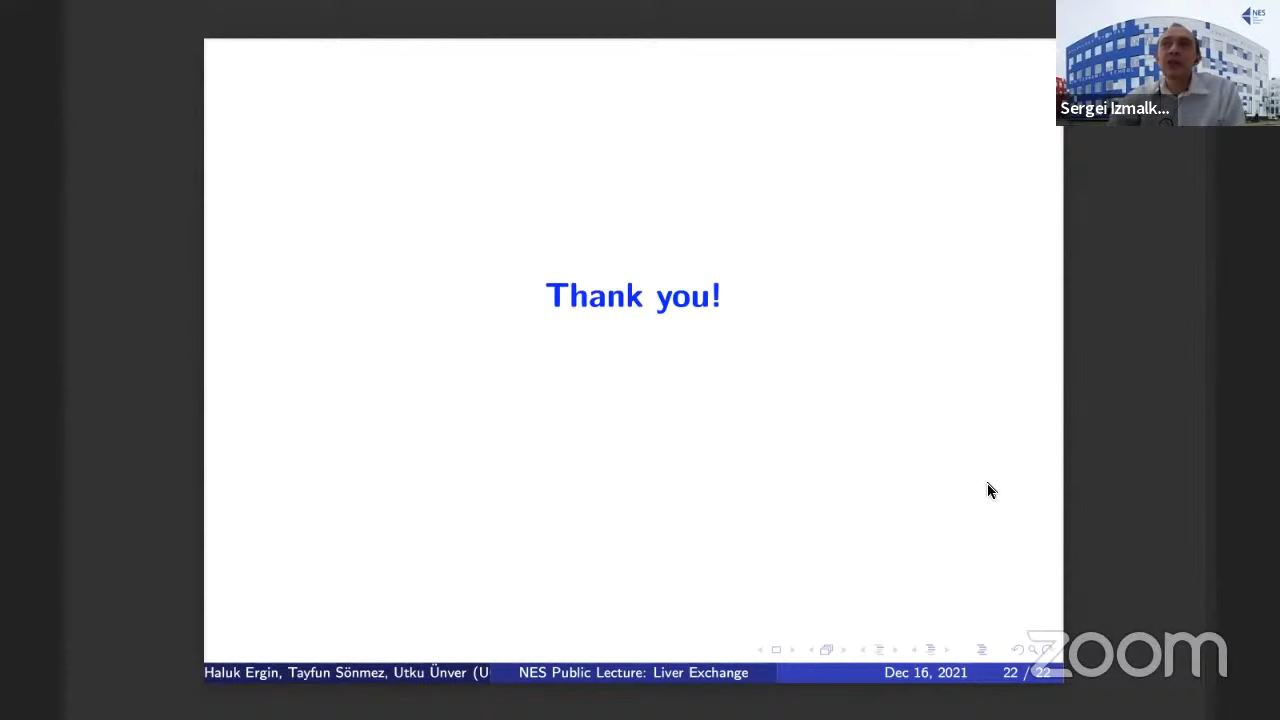 NES
Sergei Izmalk...
Thank you!
Haluk Ergin, Tayfun Sönmez, Utku Ünver (U
NES Public Lecture: Liver Exchange
Dec 16, 2021
22 / 22
zoom